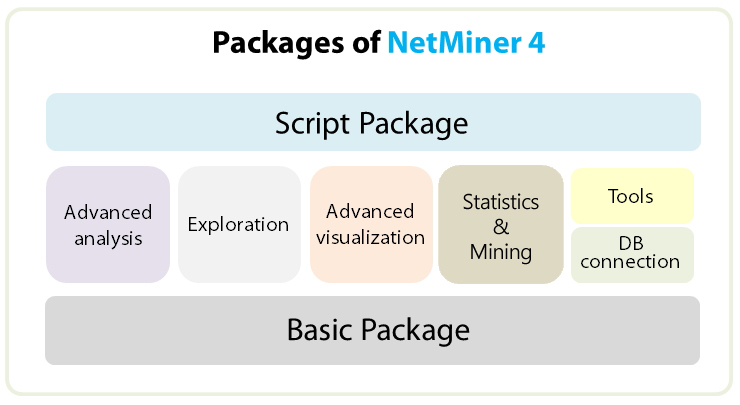 Packages of NetMiner 4
Script Package
Advanced
analysis
Exploration
Advanced
visualization
Statistics
&
Mining
Tools
DB
connection
Basic Package